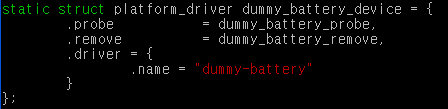 static struct platform_driver dummy_battery_device = {
        .probe          = dummy_battery_probe,
        .remove         = dummy_battery_remove,
        .driver = {
                .name = "dummy-battery"
        }
};